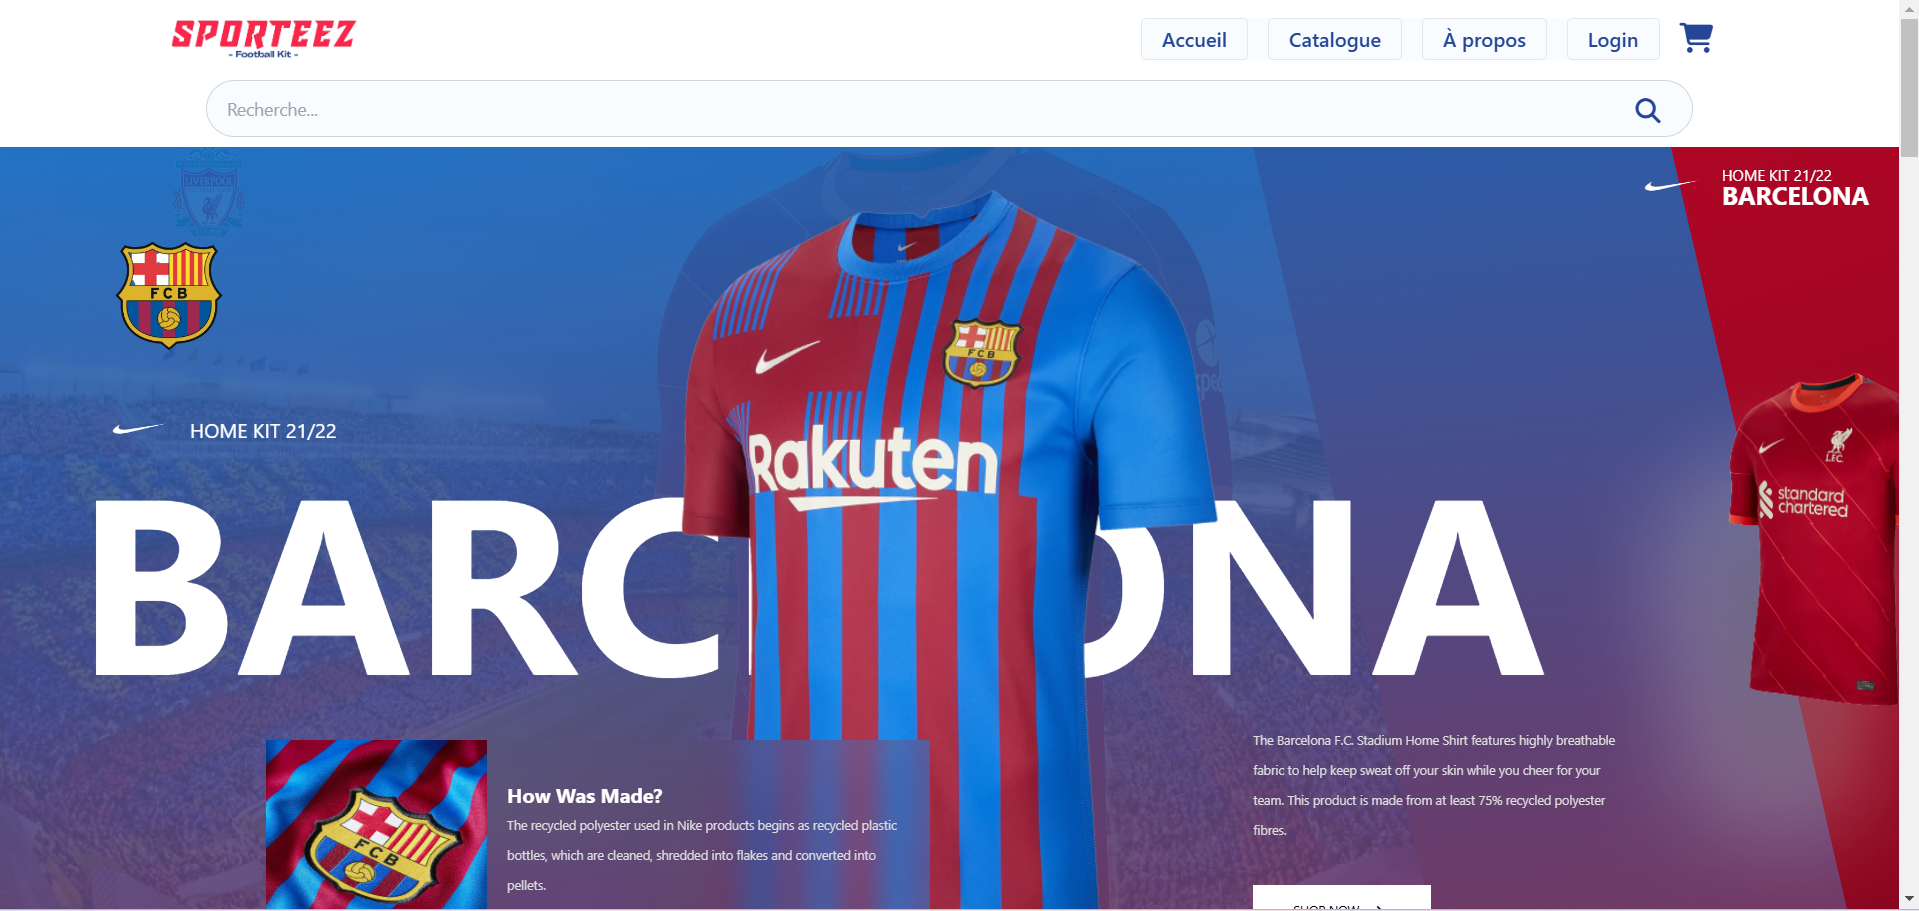 SPORTEEZ
- Football Kit -
Accueil
Catalogue
À propos
Login
Recherche...
LIVERPOOL
HOME KIT 21/22
BARCELONA
FCB
FCB
HOME KIT 21/22
Rakuten
L.F.C.
standard
chartered
BARC ONA
The Barcelona F.C. Stadium Home Shirt features highly breathable
fabric to help keep sweat off your skin while you cheer for your
team. This product is made from at least 75% recycled polyester
fibres.
How Was Made?
The recycled polyester used in Nike products begins as recycled plastic
bottles, which are cleaned, shredded into flakes and converted into
pellets.
FCB
SHOP NOW